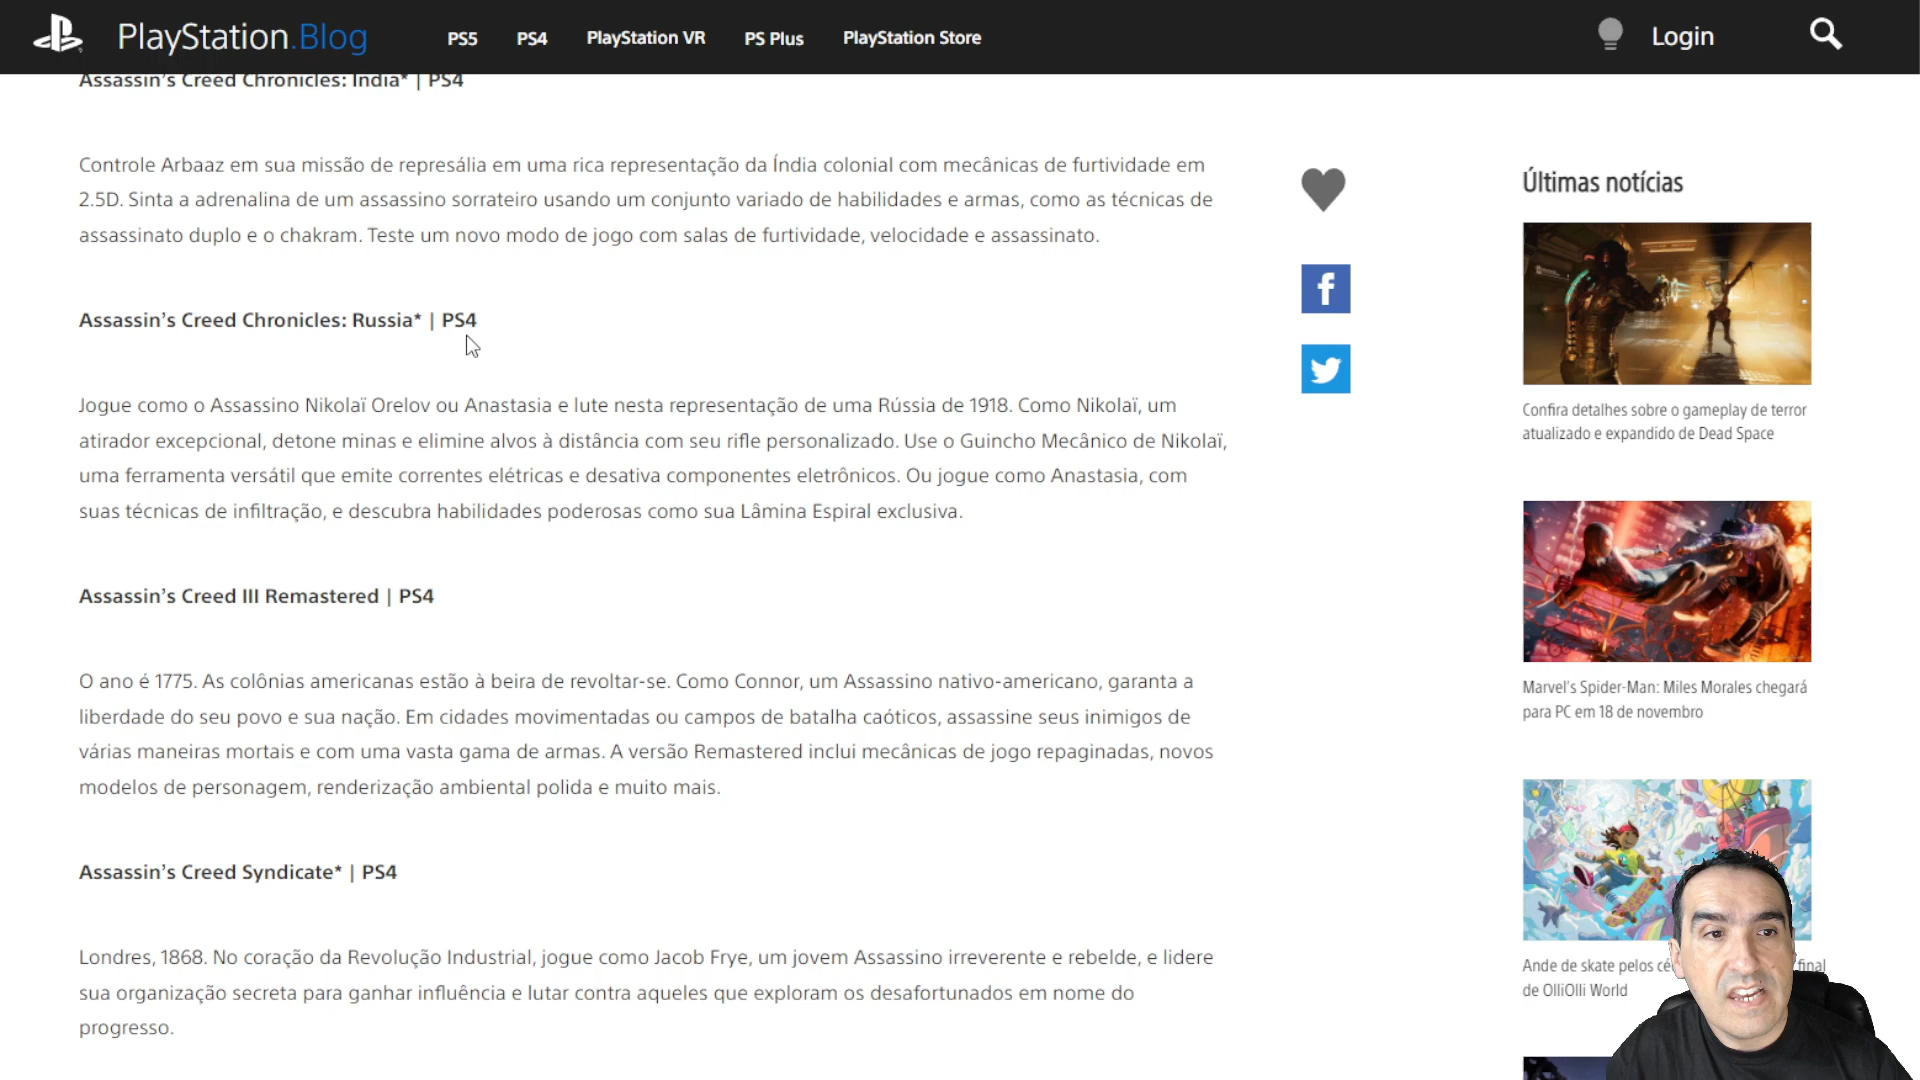 PlayStation.Blog
PS5
PS4
PlayStation VR
PS Plus
PlayStation Store
Login
Assassin's Creed Chronicles: India* | PS4
Controle Arbaaz em sua missão de represália em uma rica representação da Índia colonial com mecânicas de furtividade em
2.5D. Sinta a adrenalina de um assassino sorrateiro usando um conjunto variado de habilidades e armas, como as técnicas de
assassinato duplo e o chakram. Teste um novo modo de jogo com salas de furtividade, velocidade e assassinato.
Assassin's Creed Chronicles: Russia* | PS4
Jogue como o Assassino Nikolaï Orelov ou Anastasia e lute nesta representação de uma Rússia de 1918. Como Nikolaï, um
atirador excepcional, detone minas e elimine alvos à distância com seu rifle personalizado. Use o Guincho Mecânico de Nikolaï,
uma ferramenta versátil que emite correntes elétricas e desativa componentes eletrônicos. Ou jogue como Anastasia, com
suas técnicas de infiltração, e descubra habilidades poderosas como sua Lâmina Espiral exclusiva.
Assassin's Creed III Remastered | PS4
O ano é 1775. As colônias americanas estão à beira de revoltar-se. Como Connor, um Assassino nativo-americano, garanta a
liberdade do seu povo e sua nação. Em cidades movimentadas ou campos de batalha caóticos, assassine seus inimigos de
várias maneiras mortais e com uma vasta gama de armas. A versão Remastered inclui mecânicas de jogo repaginadas, novos
modelos de personagem, renderização ambiental polida e muito mais.
Assassin's Creed Syndicate* | PS4
Londres, 1868. No coração da Revolução Industrial, jogue como Jacob Frye, um jovem Assassino irreverente e rebelde, e lidere
sua organização secreta para ganhar influência e lutar contra aqueles que exploram os desafortunados em nome do
progresso.
Últimas notícias
Confira detalhes sobre o gameplay de terror
atualizado e expandido de Dead Space
Marvel's Spider-Man: Miles Morales chegará
para PC em 18 de novembro
Ande de skate pelos final
de OlliOlli World